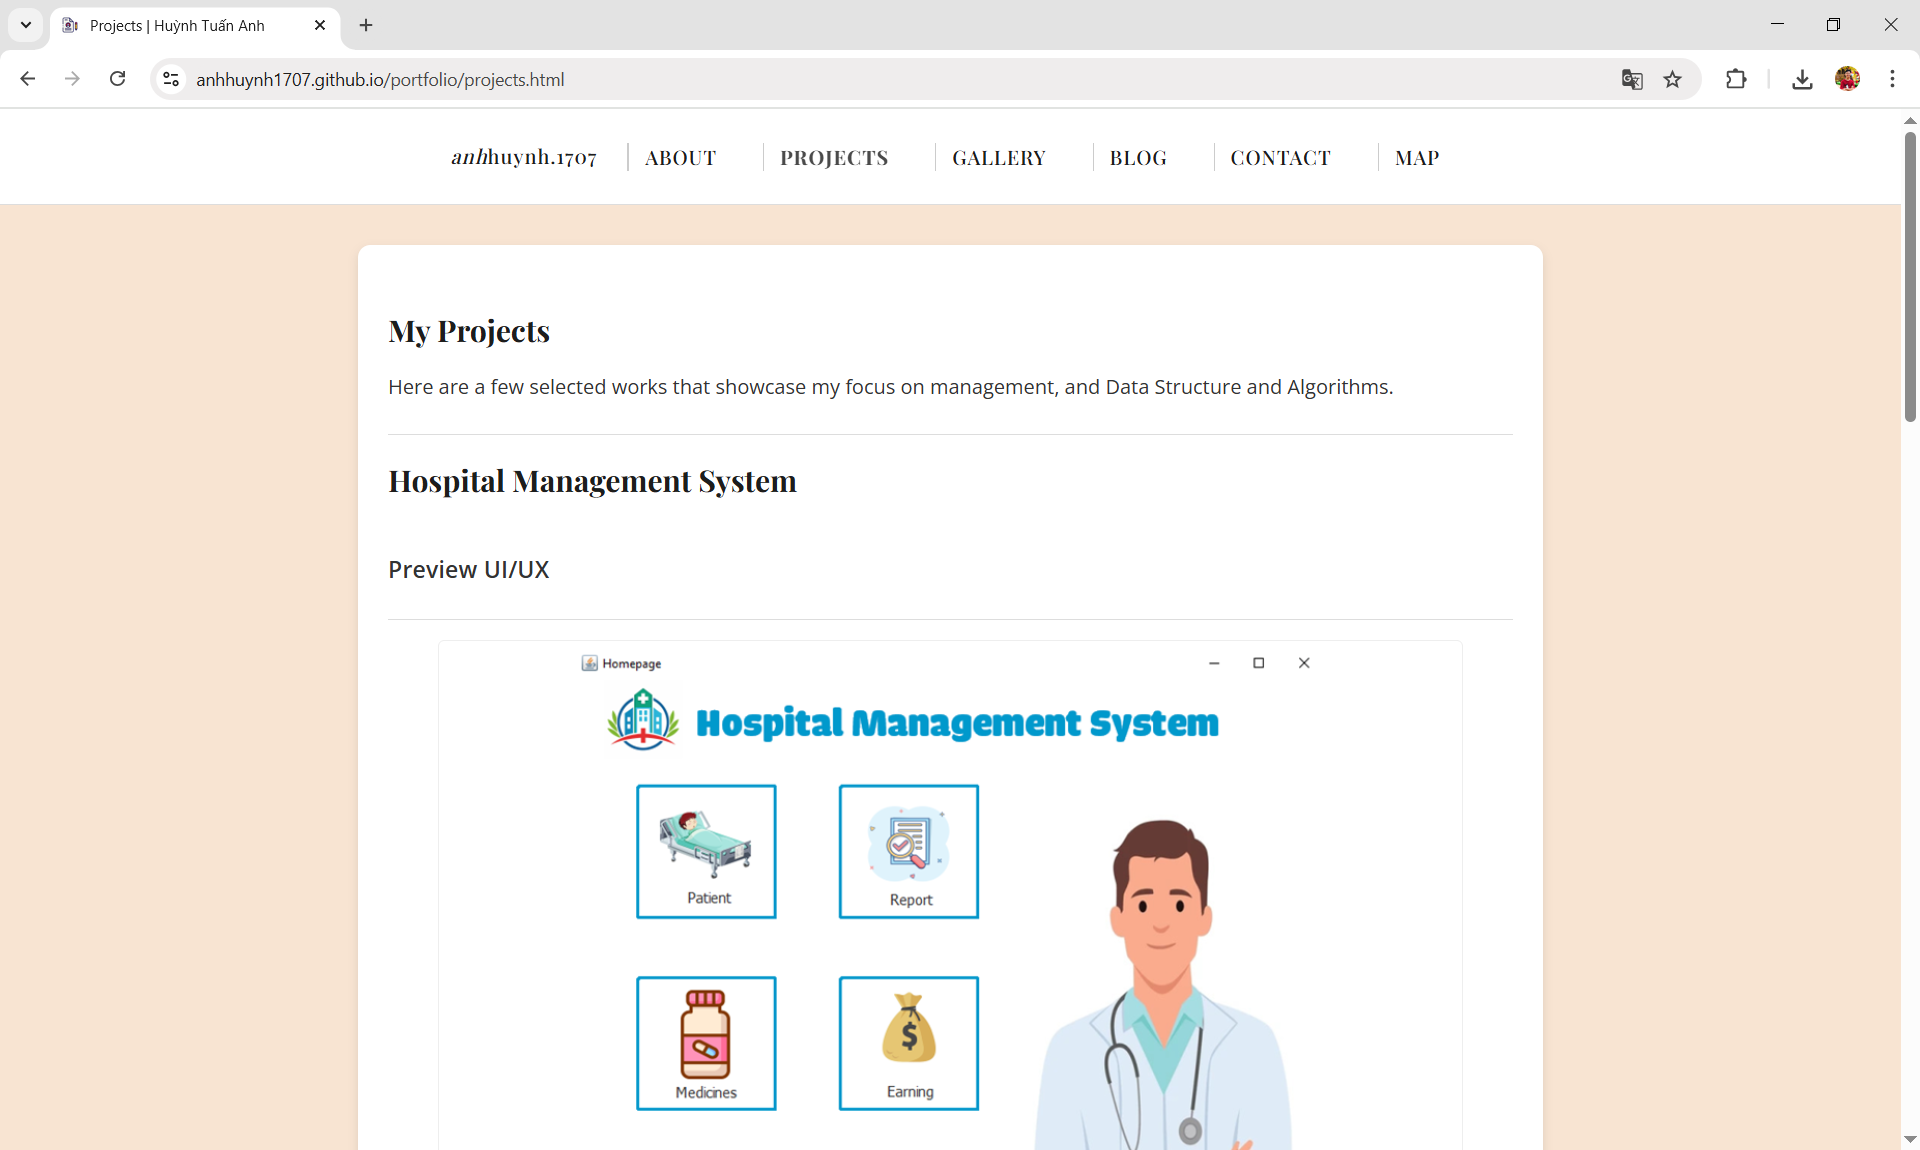 Projects | Huỳnh Tuấn Anh
anhhuynh1707.github.io/portfolio/projects.html
anhhuynh.1707
ABOUT
PROJECTS
GALLERY
BLOG
CONTACT
MAP
My Projects
Here are a few selected works that showcase my focus on management, and Data Structure and Algorithms.
Hospital Management System
Preview UI/UX
Homepage
Hospital Management System
Patient
Report
Medicines
Earning